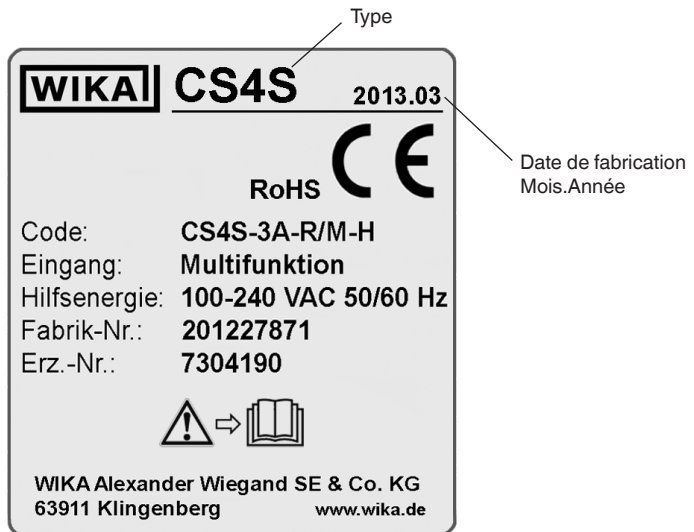 Type
WIKA CS4S 2013.03
Date de fabrication
Mois.Année
RoHS CE
Code: CS4S-3A-R/M-H
Eingang: Multifunktion
Hilfsenergie: 100-240 VAC 50/60 Hz
Fabrik-Nr.: 201227871
Erz.-Nr.: 7304190
WIKA Alexander Wiegand SE & Co. KG
63911 Klingenberg www.wika.de